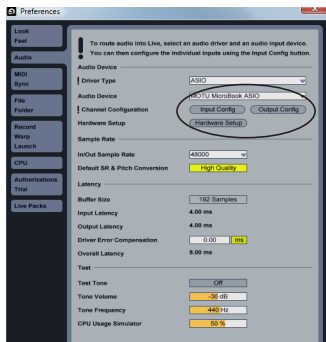 Preferences
Look
Feel
Audio
MIDI
Sync
File
Folder
Record
Warp
Launch
CPU
Authorizations
Trial
Live Packs
! To route audio into Live, select an audio driver and an audio input device.
You can then configure the individual inputs using the Input Config button.
Audio Device
! Driver Type ASIO
Audio Device MOTU MicroBook ASIO
! Channel Configuration Input Config Output Config
Hardware Setup Hardware Setup
Sample Rate
In/Out Sample Rate 48000
Default SR & Pitch Conversion High Quality
Latency
Buffer Size 192 Samples
Input Latency 4.00 ms
Output Latency 4.00 ms
Driver Error Compensation 0.00 ms
Overall Latency 8.00 ms
Test
Test Tone Off
Tone Volume -36 dB
Tone Frequency 440 Hz
CPU Usage Simulator 50 %